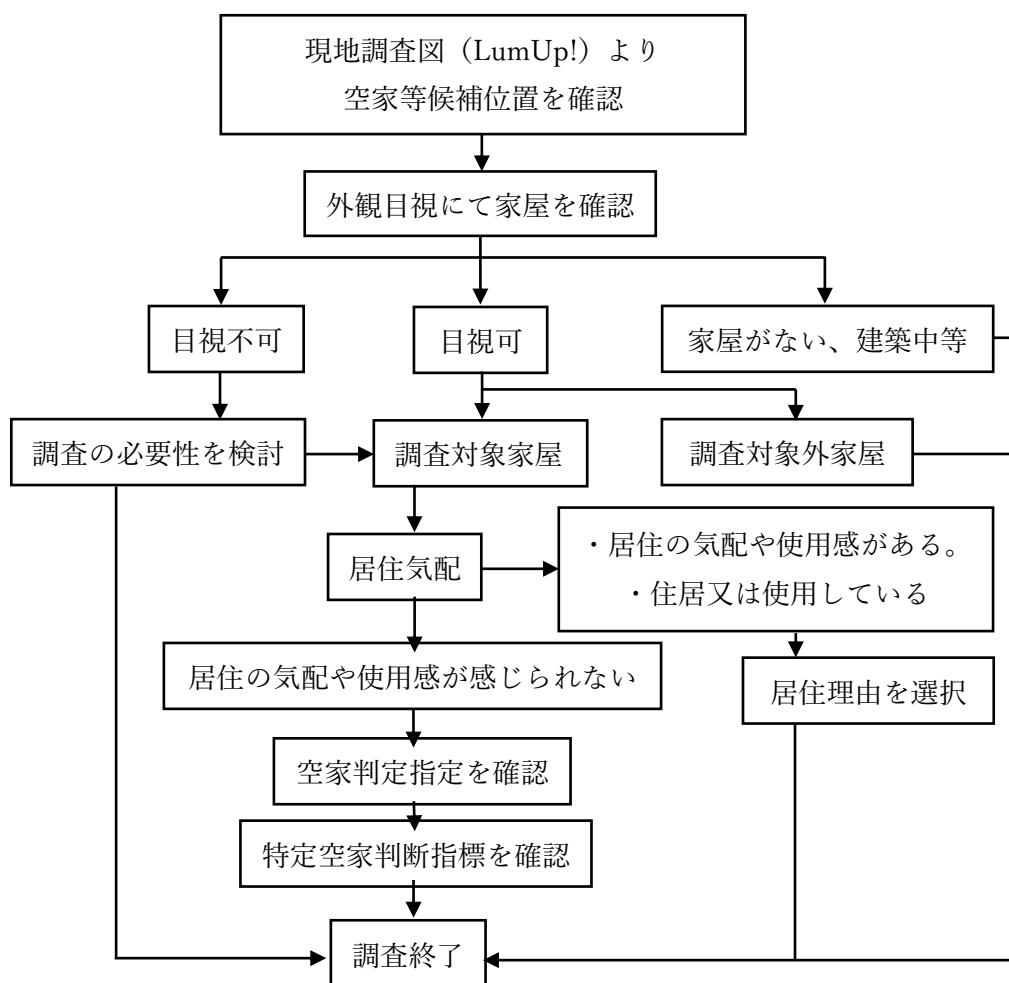 現地調査図（LumUp!）より
空家等候補位置を確認
外観目視にて家屋を確認
目視不可
目視可
家屋がない、建築中等
調査の必要性を検討
調査対象家屋
調査対象外家屋
居住気配
・居住の気配や使用感がある。
・住居又は使用している
居住の気配や使用感が感じられない
居住理由を選択
空家判定指定を確認
特定空家判断指標を確認
調査終了